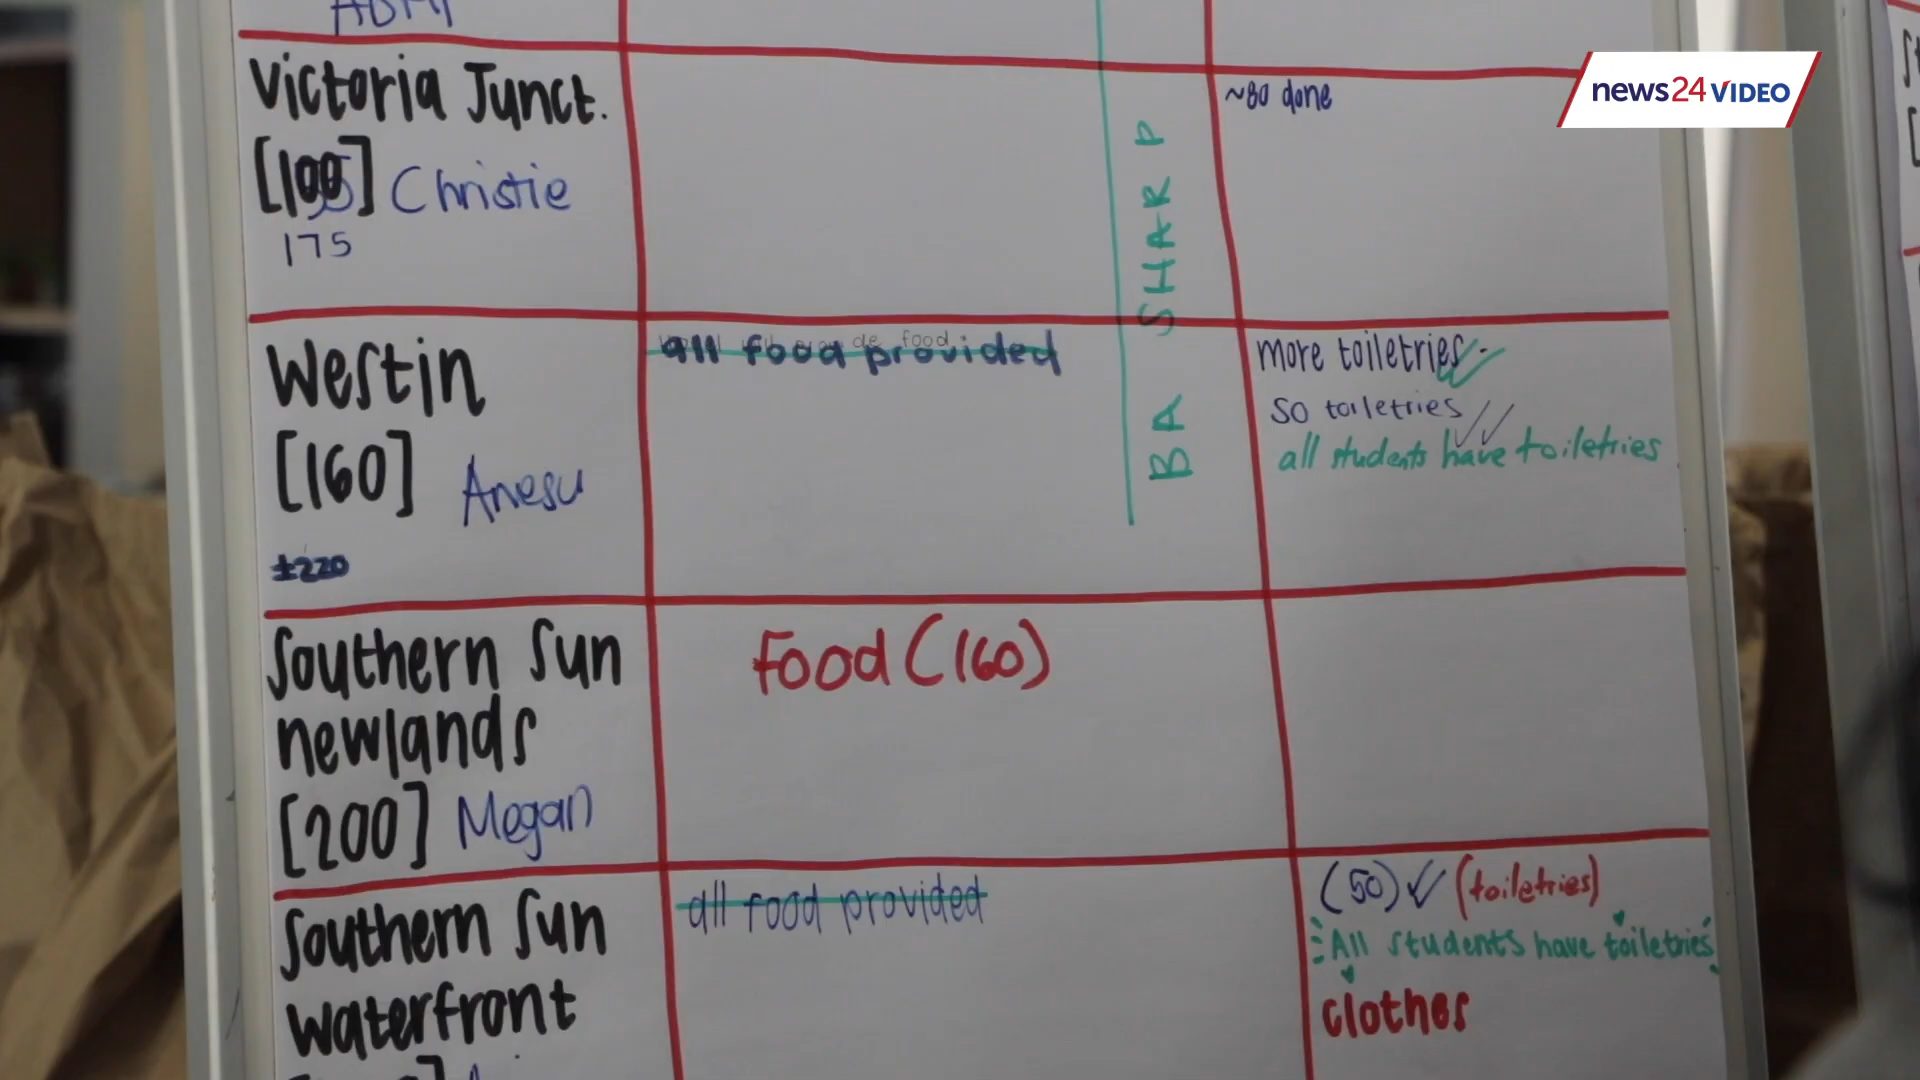 news24 VIDEO
Victoria Junct.
[100] Christie
175
~80 done
BA SHARP
Westin
[160] Anesu
±220
all food provided
more toiletries
50 toiletries
all students have toiletries
Southern Sun
newlands
[200] Megan
Food (160)
Southern Sun
Waterfront
all food provided
(50) ✓ (toiletries)
All students have toiletries
clothes